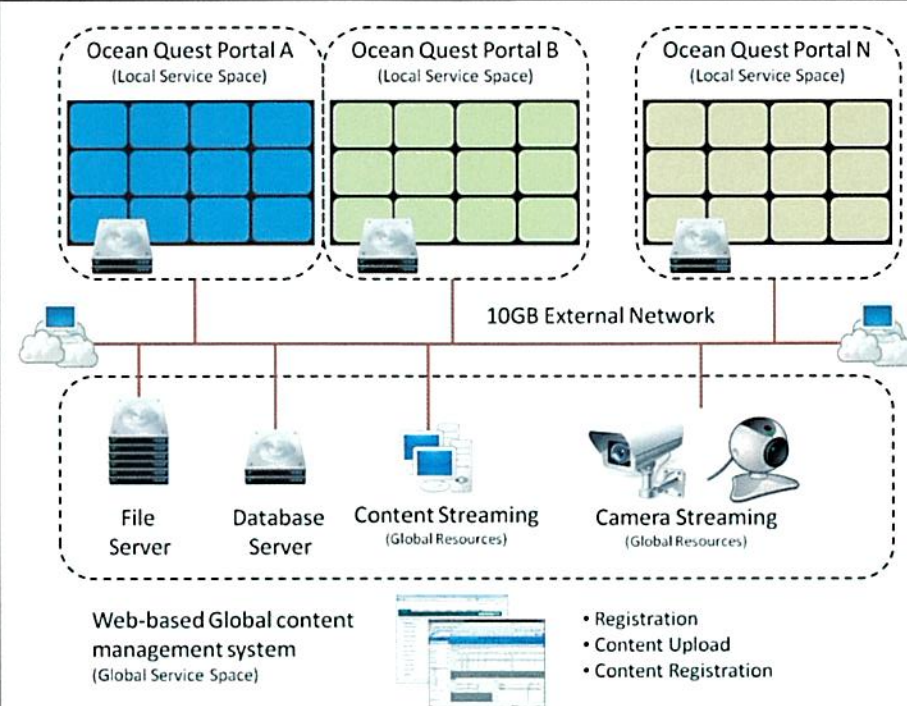 Ocean Quest Portal A
(Local Service Space)
Ocean Quest Portal B
(Local Service Space)
Ocean Quest Portal N
(Local Service Space)
10GB External Network
File
Server
Database
Server
Content Streaming
(Global Resources)
Camera Streaming
(Global Resources)
Web-based Global content
management system
(Global Service Space)
• Registration
• Content Upload
• Content Registration